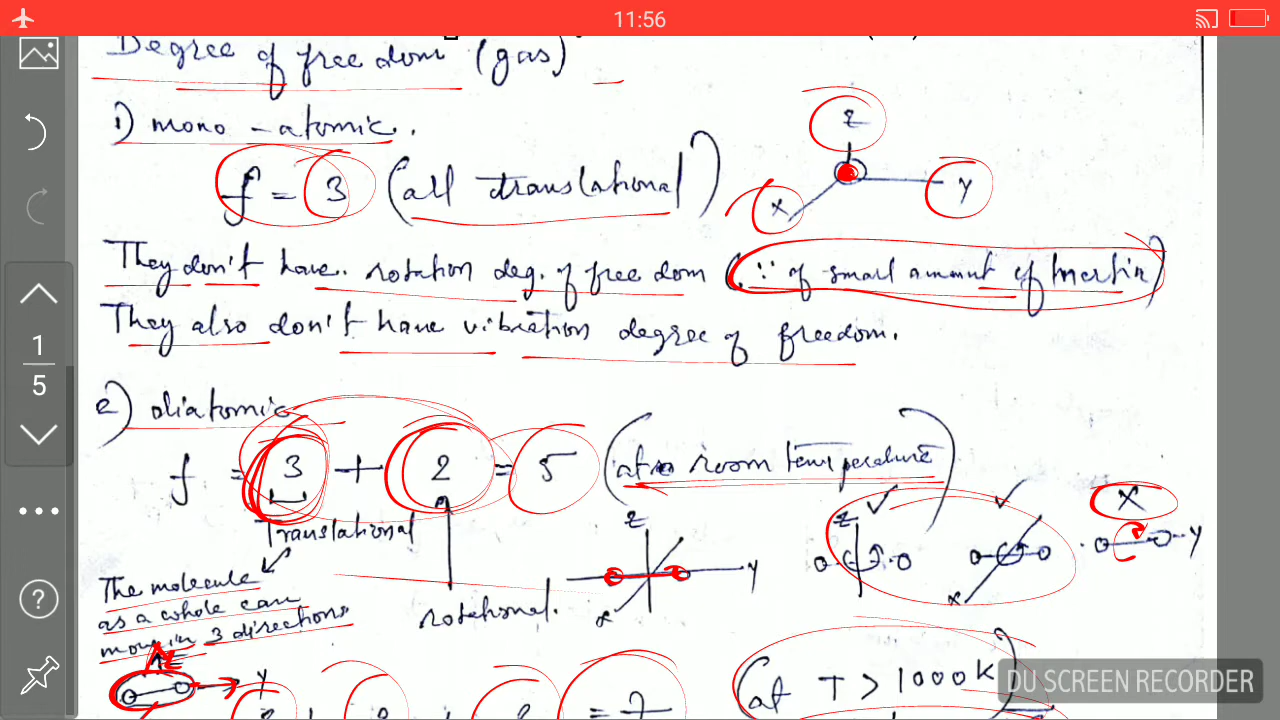 11:56
Degree of freedom (gas)
1) mono-atomic.
Z
f = 3 (all translational)
X
Y
They don't have. rotation deg. of freedom (∵ of small amount of Inertia)
They also don't have vibration degree of freedom.
1
5
2) diatomic
f = 3 + 2 = 5 (at room temperature)
Translational
rotational.
Z
Y
X
Z
X
X
Y
The molecule
as a whole can
move in 3 directions
Y
= 7
(at T > 1000K)
DU SCREEN RECORDER